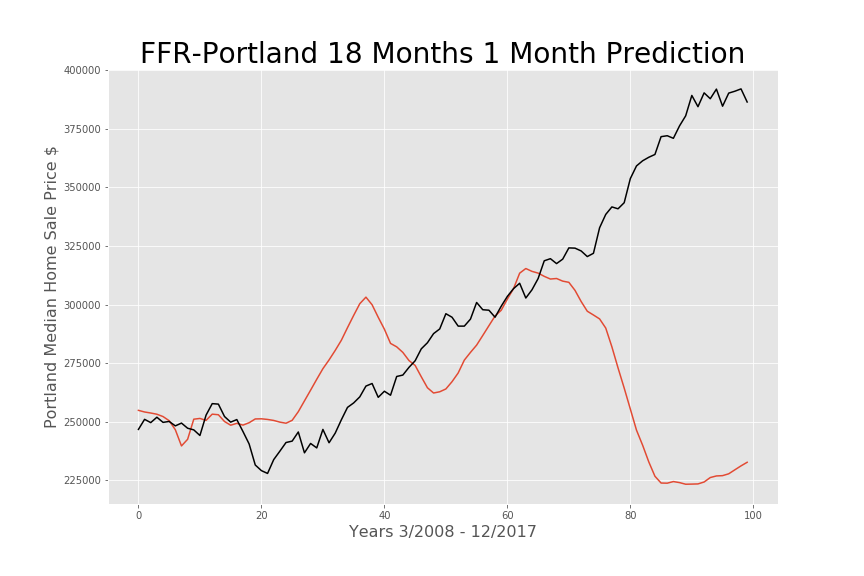 FFR-Portland 18 Months 1 Month Prediction
400000
375000
350000
325000
300000
275000
250000
225000
Portland Median Home Sale Price $
0 20 40 60 80 100
Years 3/2008 - 12/2017